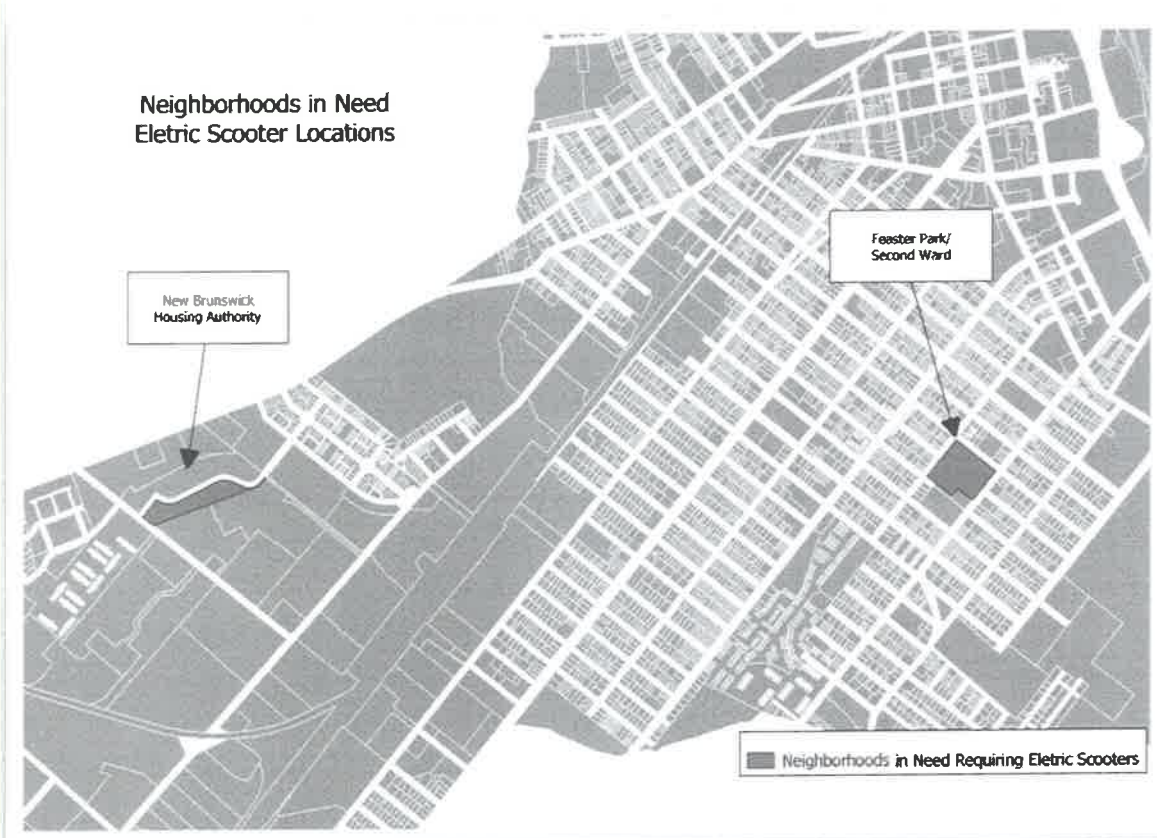 Neighborhoods in Need
Eletric Scooter Locations
Feaster Park/
Second Ward
New Brunswick
Housing Authority
Neighborhoods in Need Requiring Eletric Scooters